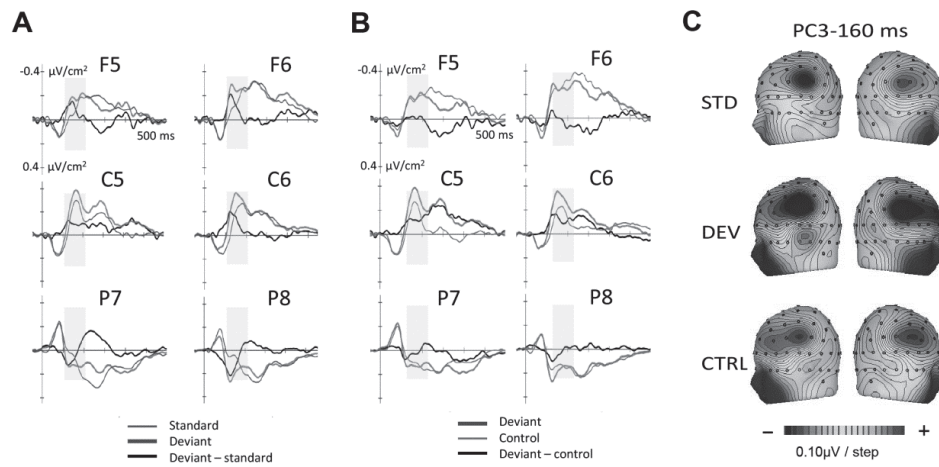 A
B
C
F5
F6
-0.4 μV/cm²
500 ms
0.4 μV/cm²
C5
C6
P7
P8
Standard
Deviant
Deviant – standard
-0.4 μV/cm²
F5
F6
500 ms
0.4 μV/cm²
C5
C6
P7
P8
Deviant
Control
Deviant – control
PC3-160 ms
STD
DEV
CTRL
– +
0.10μV / step